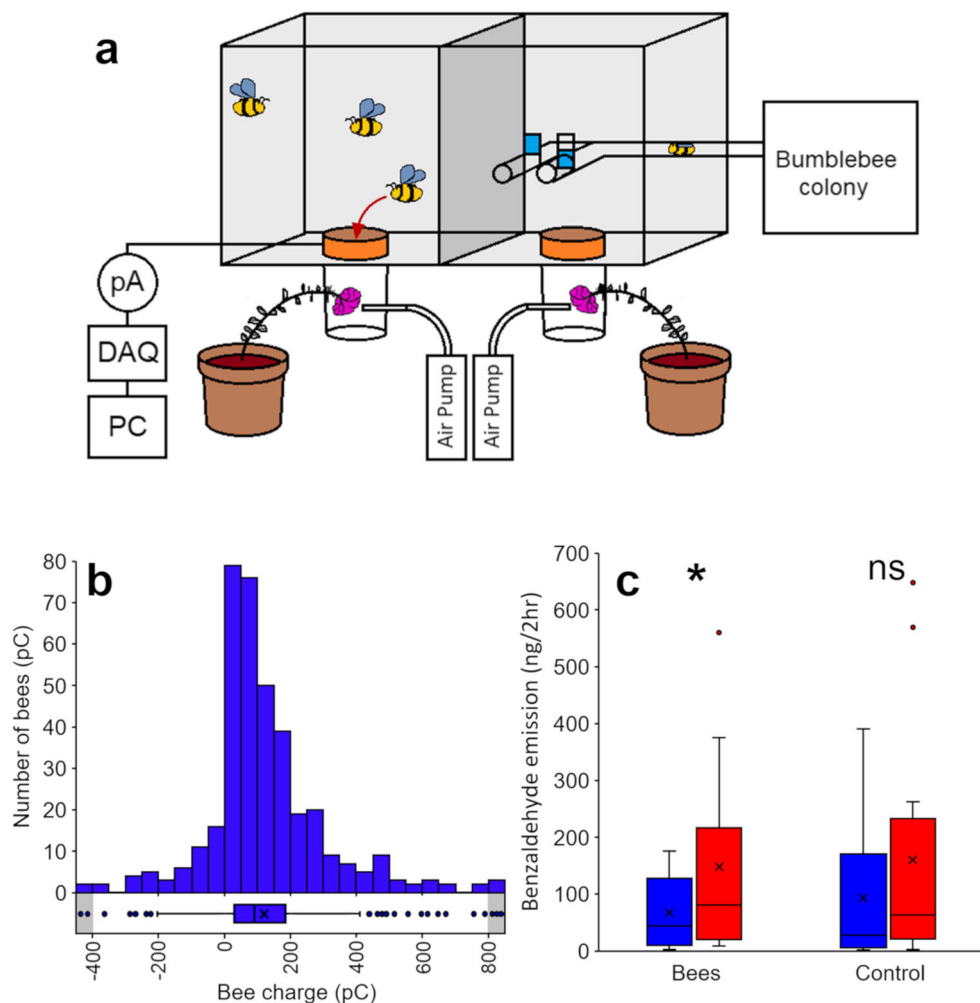 a
Bumblebee
colony
pA
DAQ
PC
Air Pump
Air Pump
b
Number of bees (pC)
80
70
60
50
40
30
20
10
0
-400
-200
0
200
400
600
800
Bee charge (pC)
c
*
ns
Benzaldehyde emission (ng/2hr)
700
600
500
400
300
200
100
0
Bees
Control